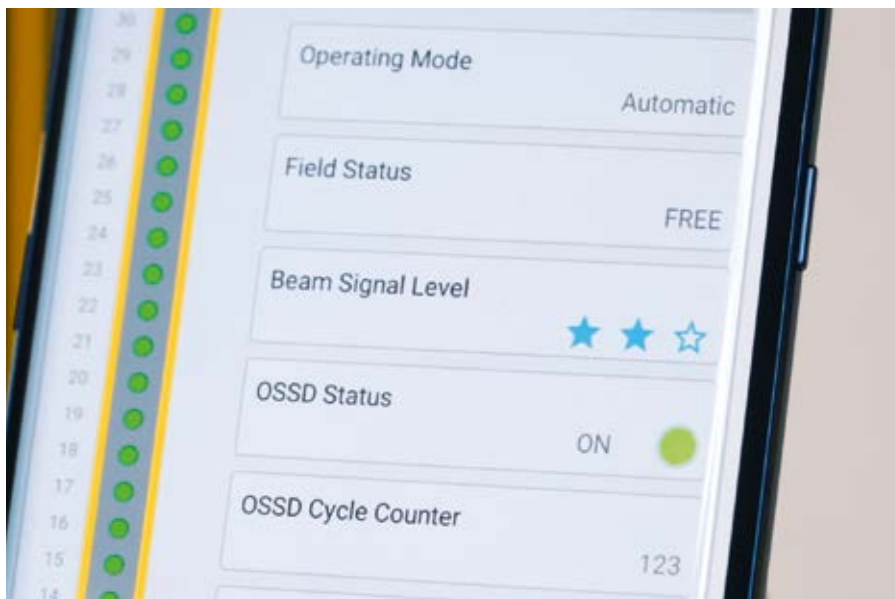 30
29
28
27
26
25
24
23
22
21
20
19
18
17
16
15
14
Operating Mode
Automatic
Field Status
FREE
Beam Signal Level
OSSD Status
ON
OSSD Cycle Counter
123